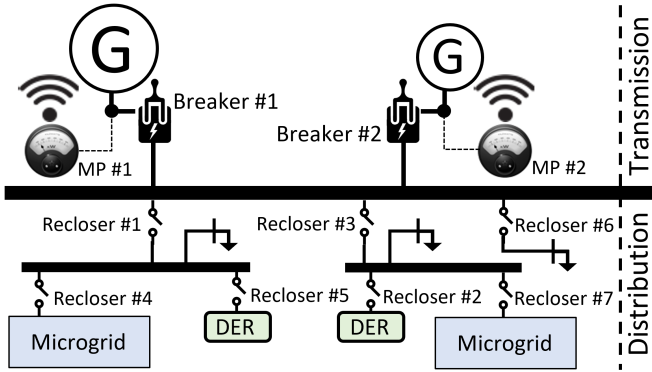 G
G
Breaker #1
Breaker #2
MP #1
MP #2
Transmission
Recloser #1
Recloser #3
Recloser #6
Recloser #4
Recloser #5
Recloser #2
Recloser #7
Microgrid
DER
DER
Microgrid
Distribution